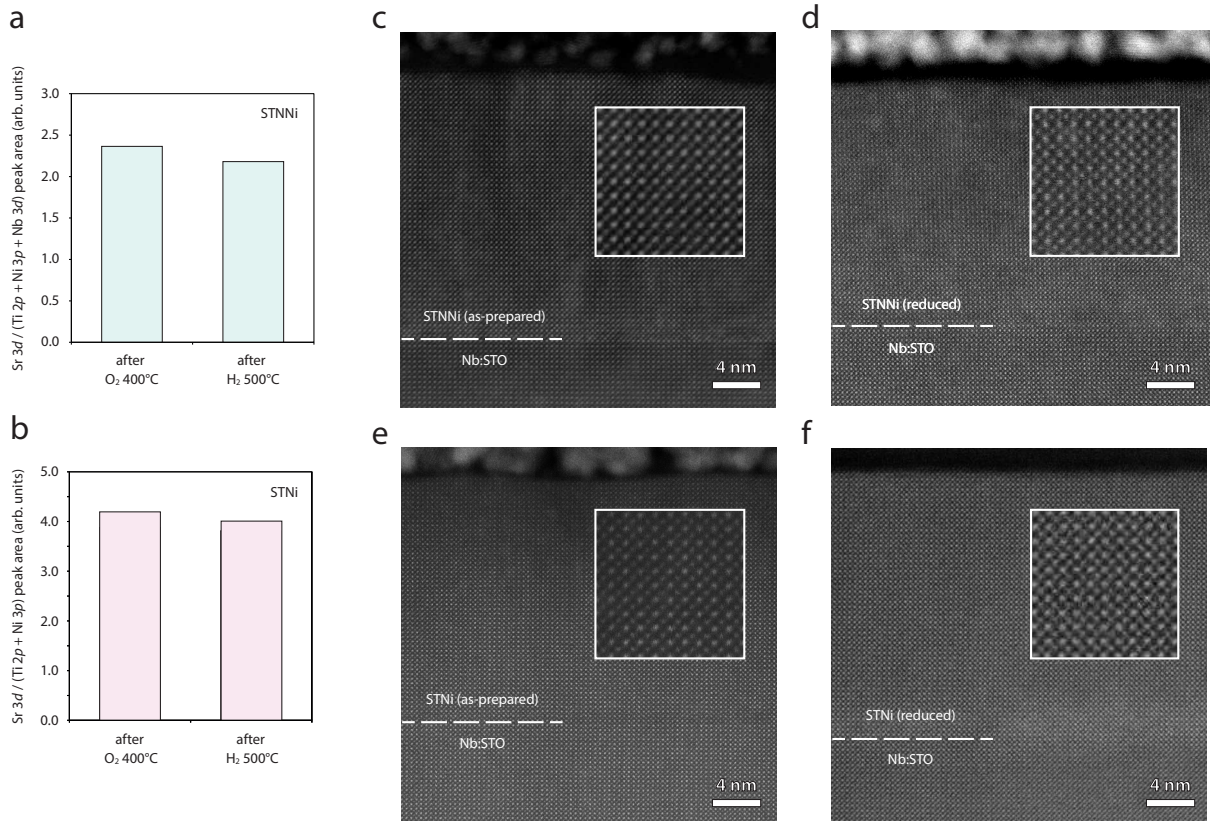 a
Sr 3d / (Ti 2p + Ni 3p + Nb 3d) peak area (arb. units)
3.0
2.5
2.0
1.5
1.0
0.5
0.0
STNNi
after
O₂ 400°C
after
H₂ 500°C
b
Sr 3d / (Ti 2p + Ni 3p) peak area (arb. units)
5.0
4.0
3.0
2.0
1.0
0.0
STNi
after
O₂ 400°C
after
H₂ 500°C
c
STNNi (as-prepared)
Nb:STO
4 nm
d
STNNi (reduced)
Nb:STO
4 nm
e
STNi (as-prepared)
Nb:STO
4 nm
f
STNi (reduced)
Nb:STO
4 nm